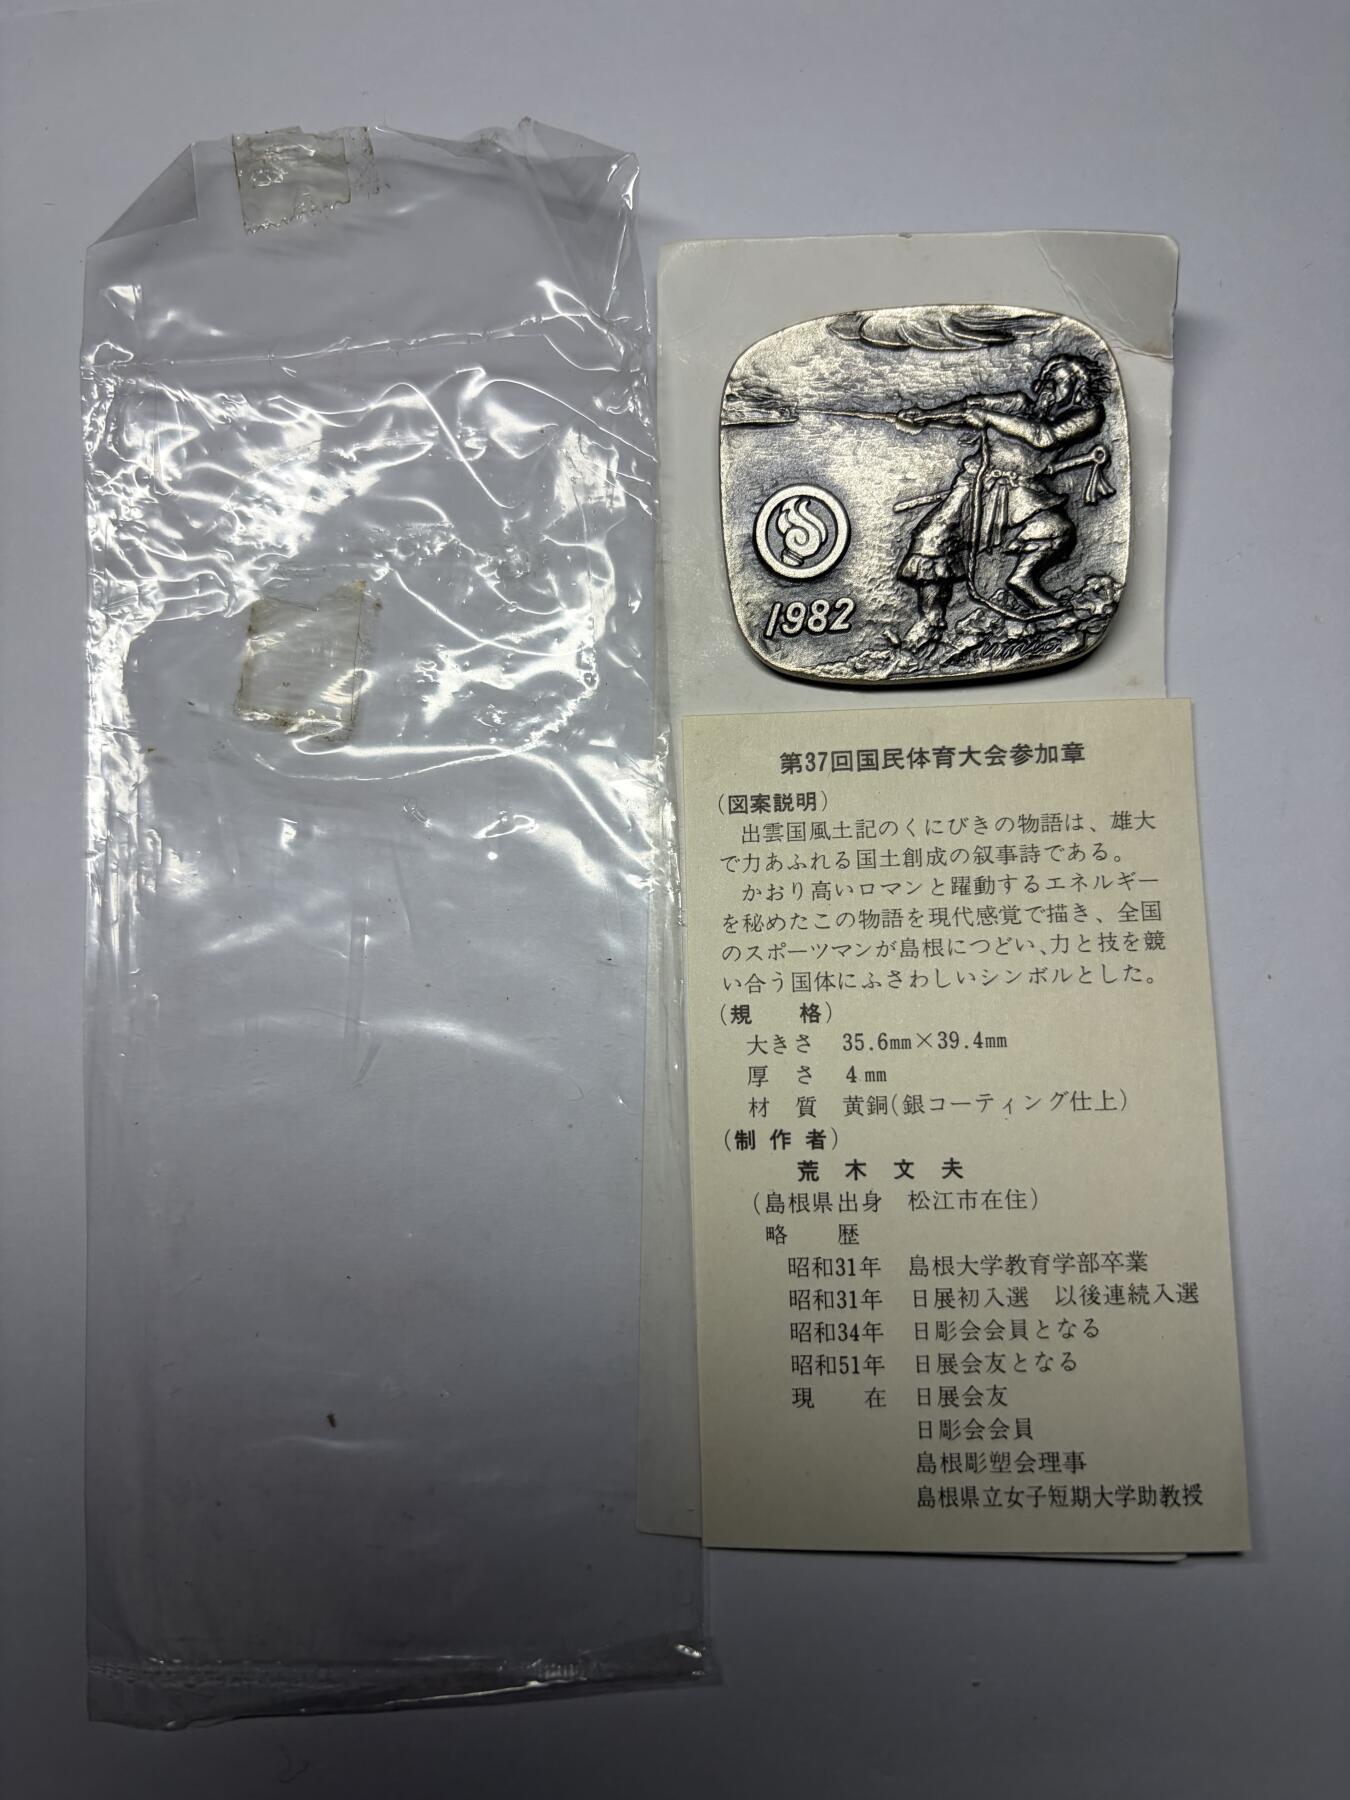 1982
fumio
第37回国民体育大会参加章
(図案説明)
出雲国風土記のくにびきの物語は、雄大
で力あふれる国土創成の叙事詩である。
かおり高いロマンと躍動するエネルギー
を秘めたこの物語を現代感覚で描き、全国
のスポーツマンが島根につどい、力と技を競
い合う国体にふさわしいシンボルとした。
(規　格)
大きさ　35.6mm×39.4mm
厚　さ　4mm
材　質　黄銅(銀コーティング仕上)
(制 作 者)
荒　木　文　夫
(島根県出身　松江市在住)
略　歴
昭和31年　島根大学教育学部卒業
昭和31年　日展初入選　以後連続入選
昭和34年　日彫会会員となる
昭和51年　日展会友となる
現　在　日展会友
日彫会会員
島根彫塑会理事
島根県立女子短期大学助教授